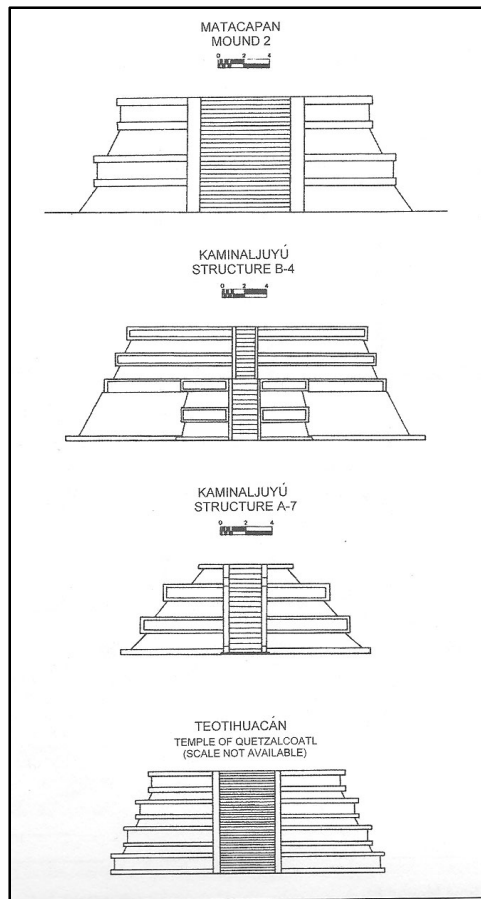 MATACAPAN
MOUND 2
0 2 4
KAMINALJUYÚ
STRUCTURE B-4
0 2 4
KAMINALJUYÚ
STRUCTURE A-7
0 2 4
TEOTIHUACÁN
TEMPLE OF QUETZALCOATL
(SCALE NOT AVAILABLE)